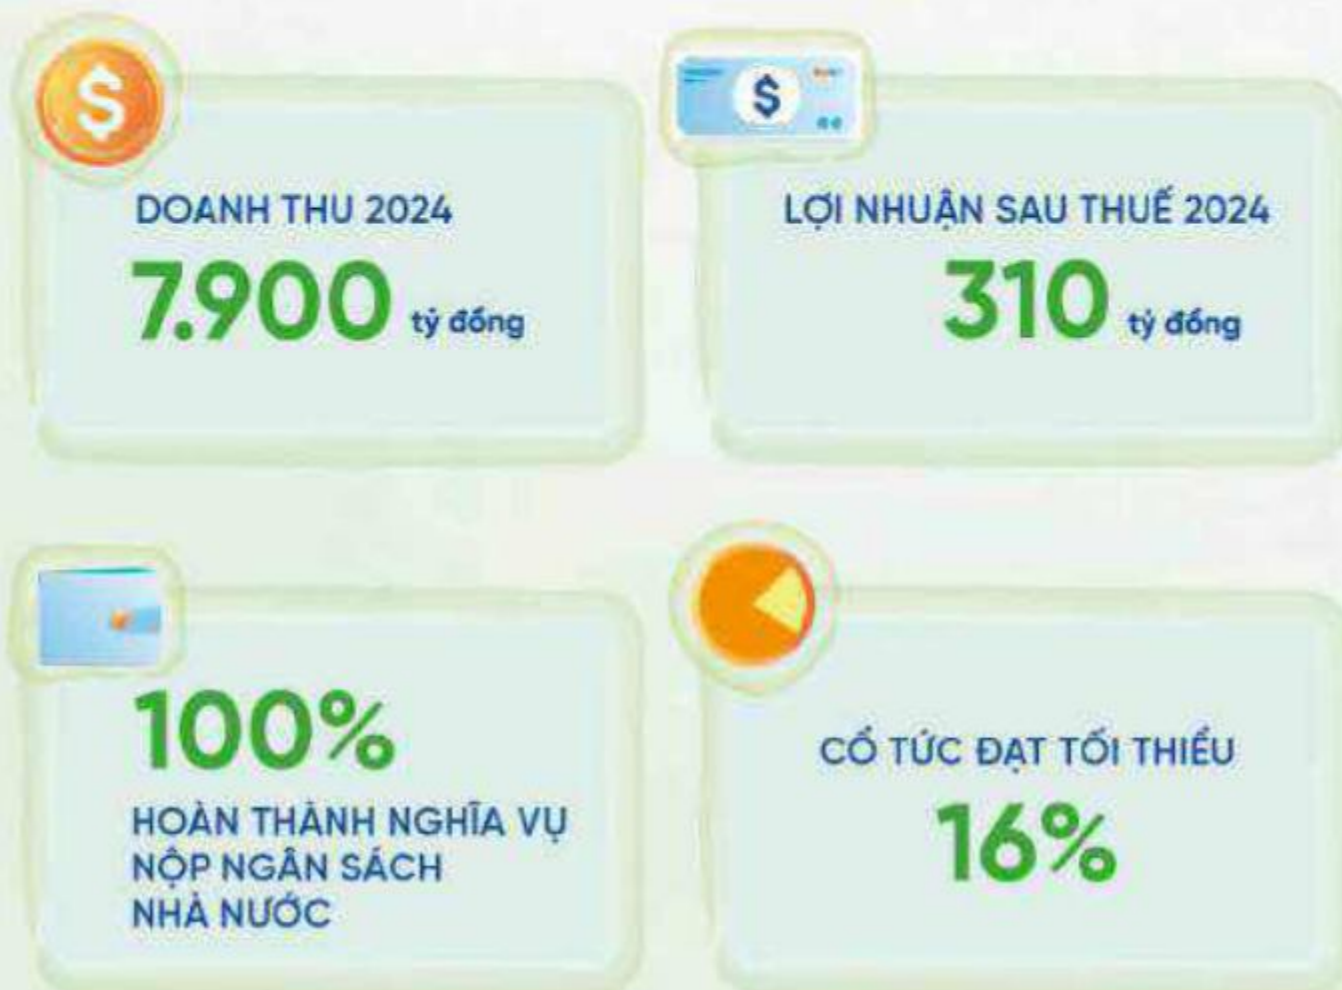 DOANH THU 2024
7.900 tỷ đồng
LỢI NHUẬN SAU THUẾ 2024
310 tỷ đồng
100%
HOÀN THÀNH NGHĨA VỤ
NỘP NGÂN SÁCH
NHÀ NƯỚC
CỔ TỨC ĐẠT TỐI THIỂU
16%